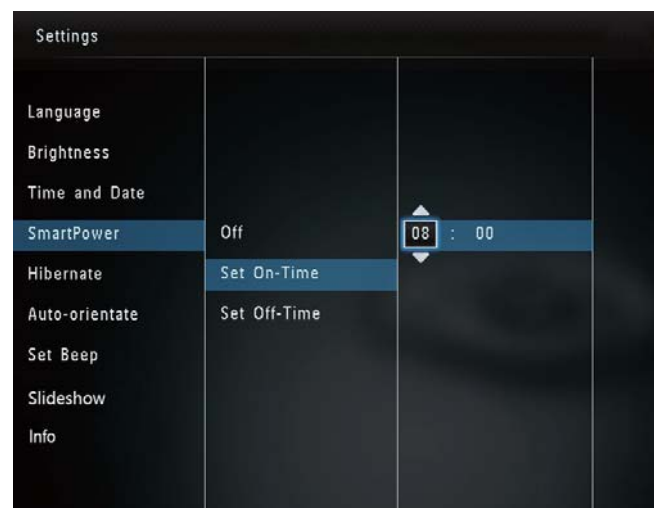 Settings
Language
Brightness
Time and Date
SmartPower
Hibernate
Auto-orientate
Set Beep
Slideshow
Info
Off
Set On-Time
Set Off-Time
08 : 00